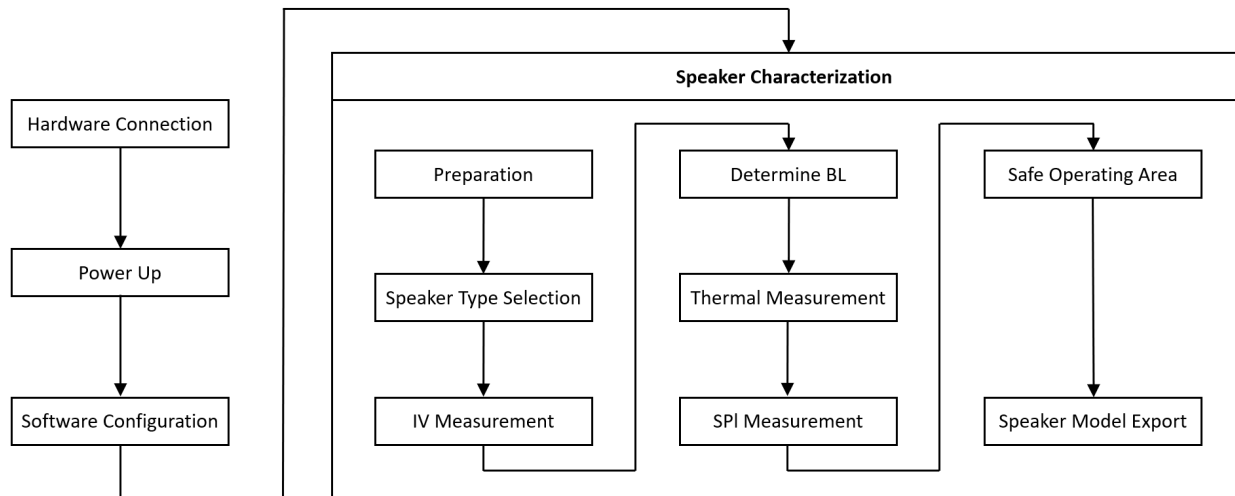 Hardware Connection
Power Up
Software Configuration
Speaker Characterization
Preparation
Speaker Type Selection
IV Measurement
Determine BL
Thermal Measurement
SPl Measurement
Safe Operating Area
Speaker Model Export